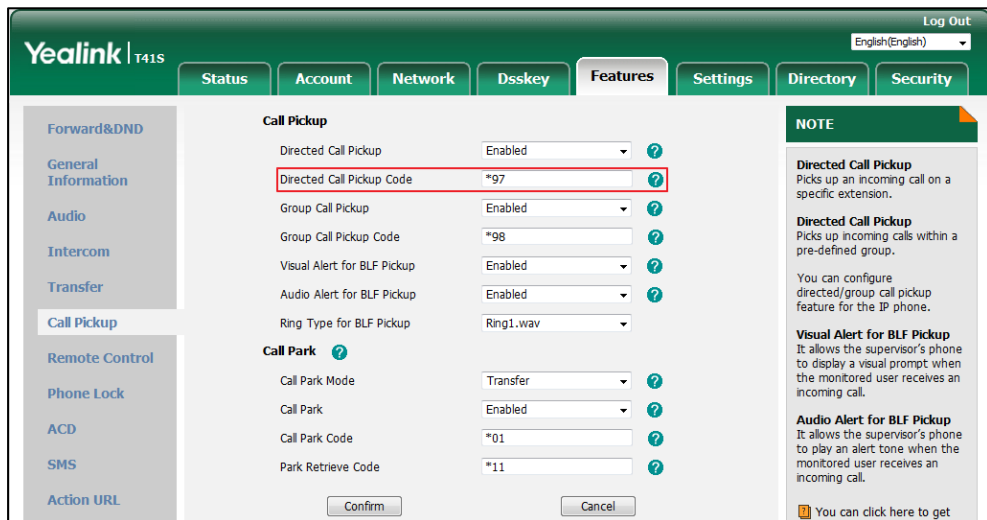 Log Out
Yealink | T41S
English(English)
Status
Account
Network
Dsskey
Features
Settings
Directory
Security
Forward&DND
General
Information
Audio
Intercom
Transfer
Call Pickup
Remote Control
Phone Lock
ACD
SMS
Action URL
Call Pickup
Directed Call Pickup Enabled ?
Directed Call Pickup Code *97 ?
Group Call Pickup Enabled ?
Group Call Pickup Code *98 ?
Visual Alert for BLF Pickup Enabled ?
Audio Alert for BLF Pickup Enabled ?
Ring Type for BLF Pickup Ring1.wav
Call Park ?
Call Park Mode Transfer ?
Call Park Enabled ?
Call Park Code *01 ?
Park Retrieve Code *11 ?
Confirm Cancel
NOTE
Directed Call Pickup
Picks up an incoming call on a
specific extension.
Directed Call Pickup
Picks up incoming calls within a
pre-defined group.
You can configure
directed/group call pickup
feature for the IP phone.
Visual Alert for BLF Pickup
It allows the supervisor's phone
to display a visual prompt when
the monitored user receives an
incoming call.
Audio Alert for BLF Pickup
It allows the supervisor's phone
to play an alert tone when the
monitored user receives an
incoming call.
? You can click here to get